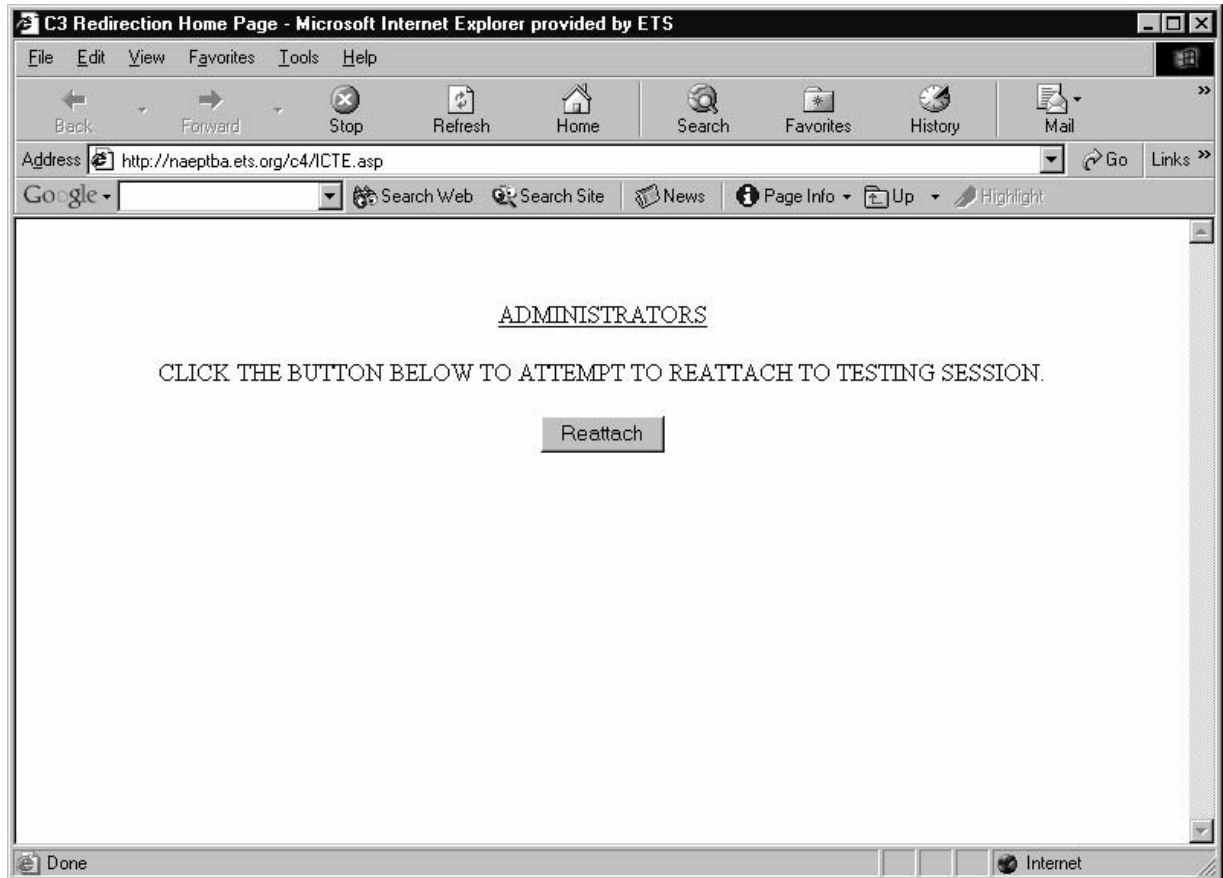 C3 Redirection Home Page - Microsoft Internet Explorer provided by ETS
File Edit View Favorites Tools Help
Back Forward Stop Refresh Home Search Favorites History Mail »
Address http://naeptba.ets.org/c4/ICTE.asp Go Links »
Google Search Web Search Site News Page Info Up Highlight
ADMINISTRATORS
CLICK THE BUTTON BELOW TO ATTEMPT TO REATTACH TO TESTING SESSION.
Reattach
Done Internet